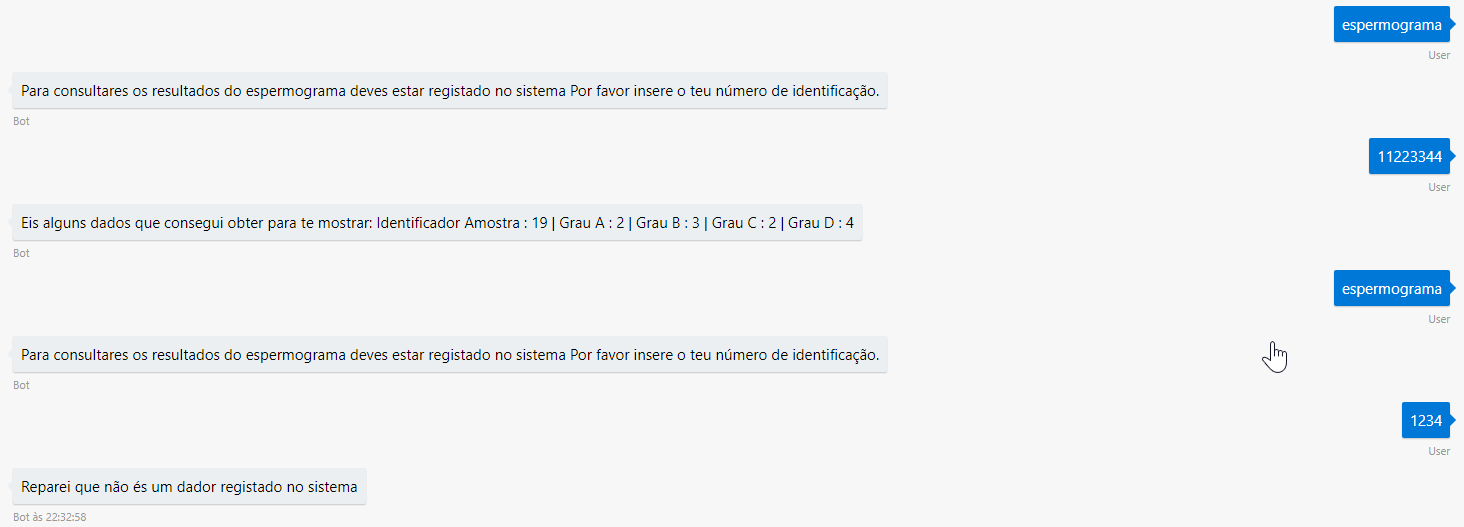 espermograma
User
Para consultares os resultados do espermograma deves estar registado no sistema Por favor insere o teu número de identificação.
Bot
11223344
User
Eis alguns dados que consegui obter para te mostrar: Identificador Amostra : 19 | Grau A : 2 | Grau B : 3 | Grau C : 2 | Grau D : 4
Bot
espermograma
User
Para consultares os resultados do espermograma deves estar registado no sistema Por favor insere o teu número de identificação.
Bot
1234
User
Reparei que não és um dador registado no sistema
Bot às 22:32:58